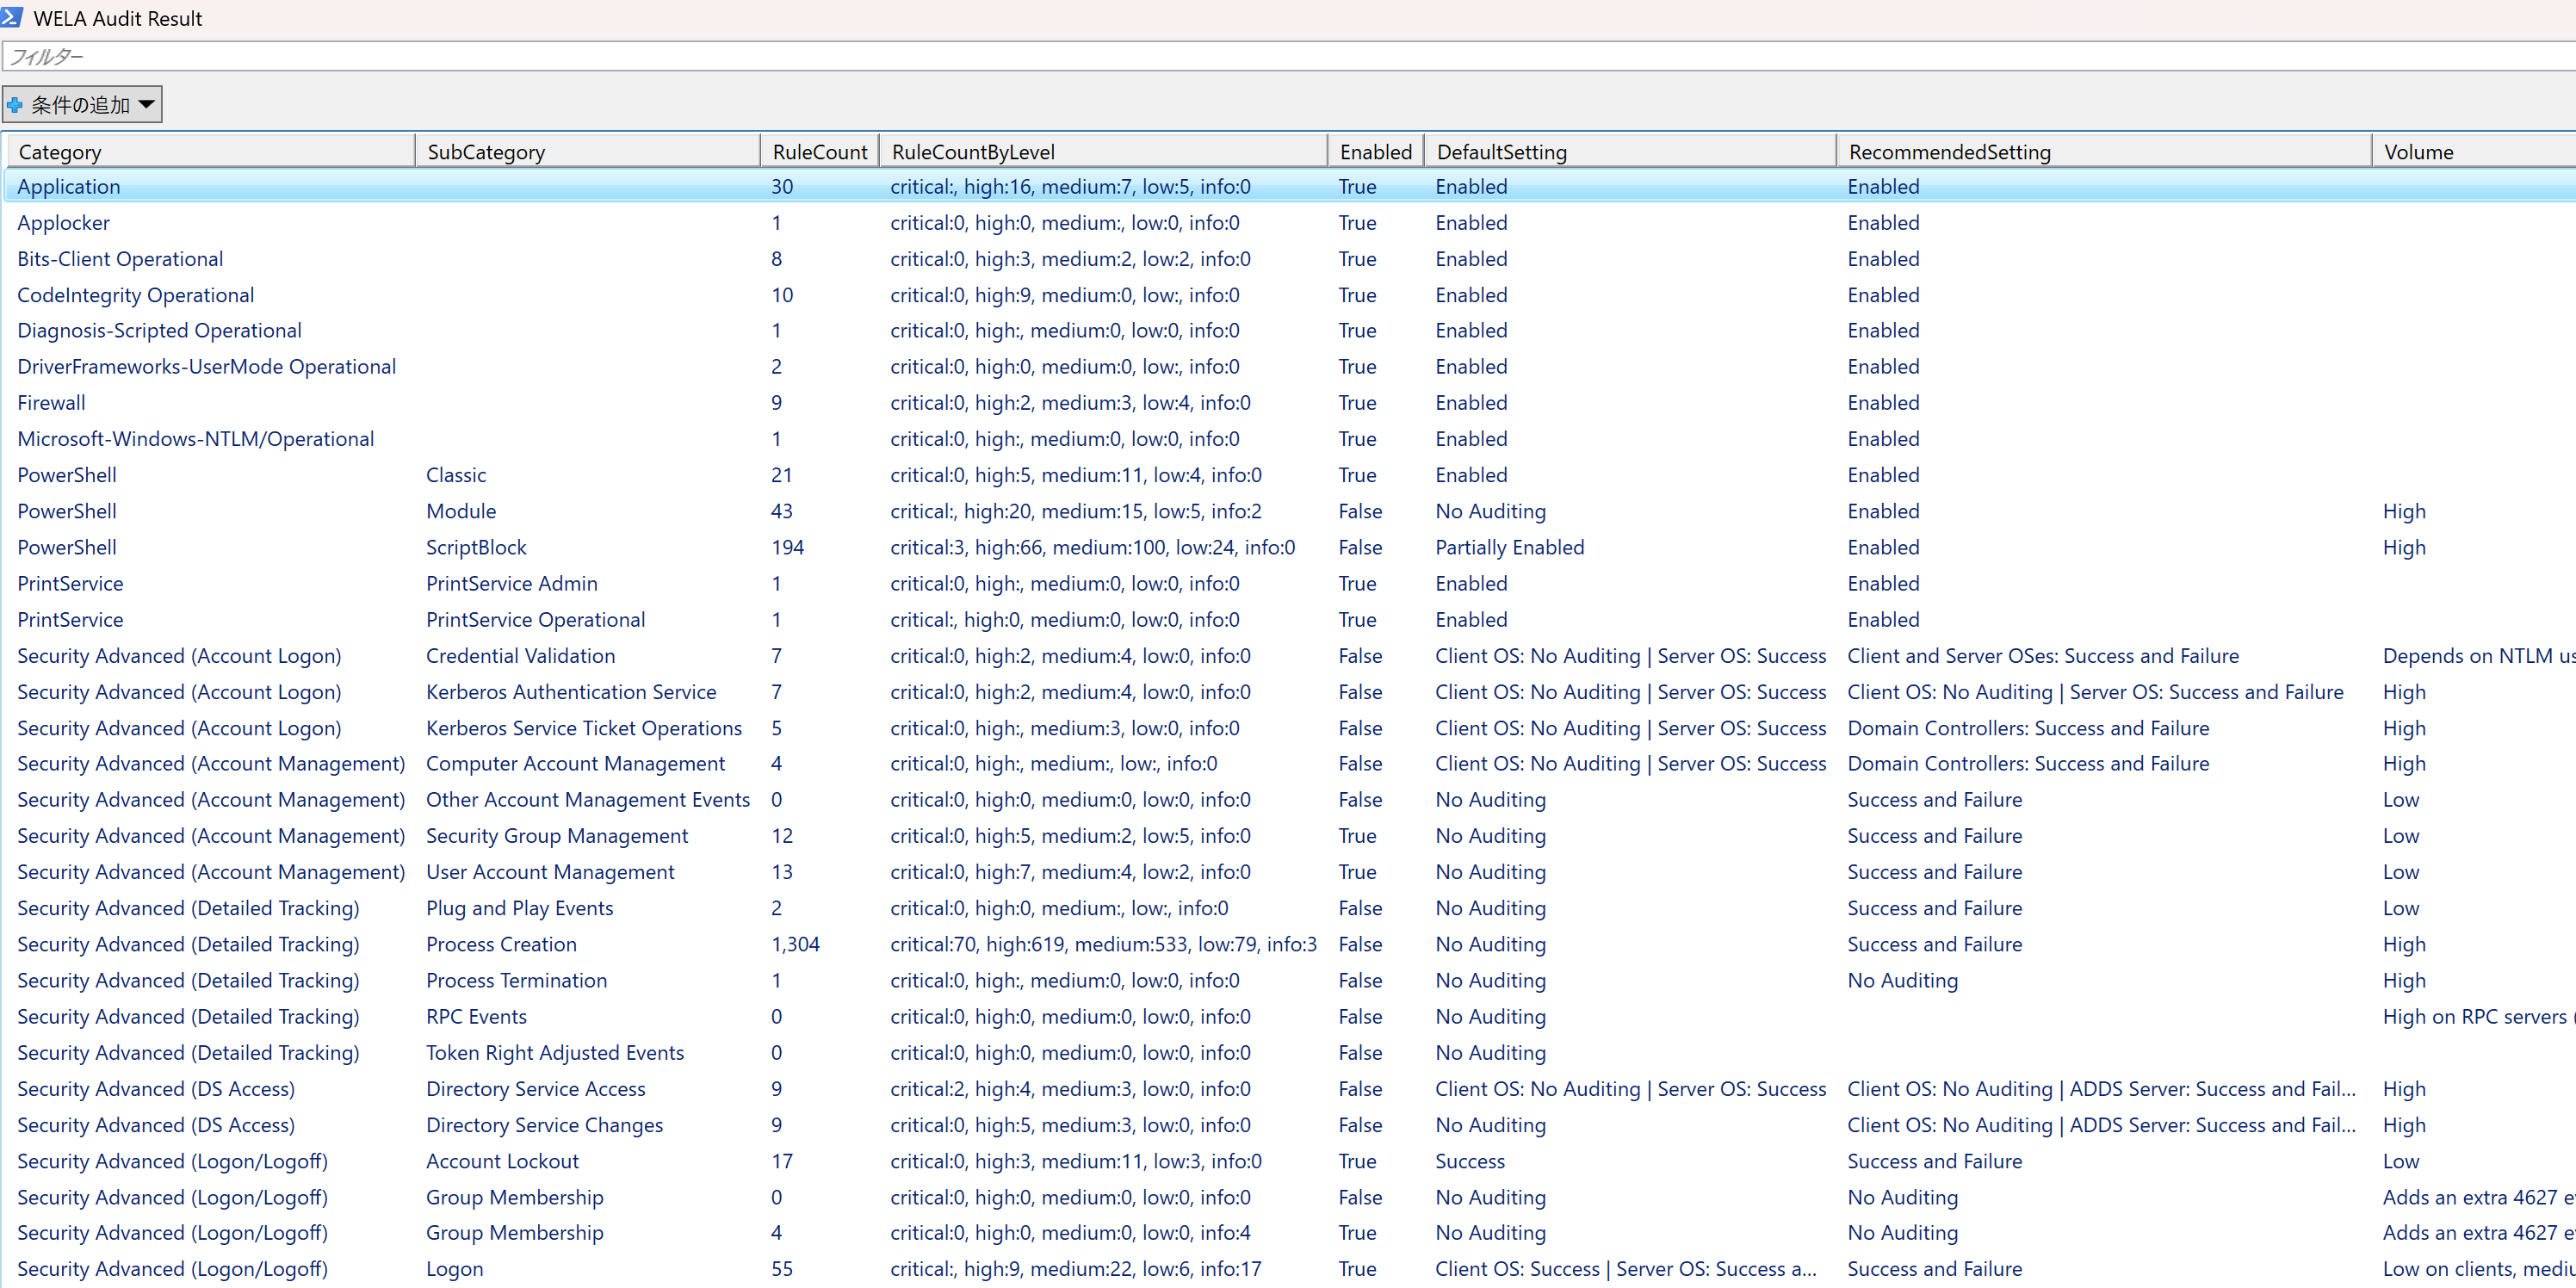 WELA Audit Result
フィルター
条件の追加
Category SubCategory RuleCount RuleCountByLevel Enabled DefaultSetting RecommendedSetting Volume
Application 30 critical:, high:16, medium:7, low:5, info:0 True Enabled Enabled
Applocker 1 critical:0, high:0, medium:, low:0, info:0 True Enabled Enabled
Bits-Client Operational 8 critical:0, high:3, medium:2, low:2, info:0 True Enabled Enabled
CodeIntegrity Operational 10 critical:0, high:9, medium:0, low:, info:0 True Enabled Enabled
Diagnosis-Scripted Operational 1 critical:0, high:, medium:0, low:0, info:0 True Enabled Enabled
DriverFrameworks-UserMode Operational 2 critical:0, high:0, medium:0, low:, info:0 True Enabled Enabled
Firewall 9 critical:0, high:2, medium:3, low:4, info:0 True Enabled Enabled
Microsoft-Windows-NTLM/Operational 1 critical:0, high:, medium:0, low:0, info:0 True Enabled Enabled
PowerShell Classic 21 critical:0, high:5, medium:11, low:4, info:0 True Enabled Enabled
PowerShell Module 43 critical:, high:20, medium:15, low:5, info:2 False No Auditing Enabled High
PowerShell ScriptBlock 194 critical:3, high:66, medium:100, low:24, info:0 False Partially Enabled Enabled High
PrintService PrintService Admin 1 critical:0, high:, medium:0, low:0, info:0 True Enabled Enabled
PrintService PrintService Operational 1 critical:, high:0, medium:0, low:0, info:0 True Enabled Enabled
Security Advanced (Account Logon) Credential Validation 7 critical:0, high:2, medium:4, low:0, info:0 False Client OS: No Auditing | Server OS: Success Client and Server OSes: Success and Failure Depends on NTLM us
Security Advanced (Account Logon) Kerberos Authentication Service 7 critical:0, high:2, medium:4, low:0, info:0 False Client OS: No Auditing | Server OS: Success Client OS: No Auditing | Server OS: Success and Failure High
Security Advanced (Account Logon) Kerberos Service Ticket Operations 5 critical:0, high:, medium:3, low:0, info:0 False Client OS: No Auditing | Server OS: Success Domain Controllers: Success and Failure High
Security Advanced (Account Management) Computer Account Management 4 critical:0, high:, medium:, low:, info:0 False Client OS: No Auditing | Server OS: Success Domain Controllers: Success and Failure High
Security Advanced (Account Management) Other Account Management Events 0 critical:0, high:0, medium:0, low:0, info:0 False No Auditing Success and Failure Low
Security Advanced (Account Management) Security Group Management 12 critical:0, high:5, medium:2, low:5, info:0 True No Auditing Success and Failure Low
Security Advanced (Account Management) User Account Management 13 critical:0, high:7, medium:4, low:2, info:0 True No Auditing Success and Failure Low
Security Advanced (Detailed Tracking) Plug and Play Events 2 critical:0, high:0, medium:, low:, info:0 False No Auditing Success and Failure Low
Security Advanced (Detailed Tracking) Process Creation 1,304 critical:70, high:619, medium:533, low:79, info:3 False No Auditing Success and Failure High
Security Advanced (Detailed Tracking) Process Termination 1 critical:0, high:, medium:0, low:0, info:0 False No Auditing No Auditing High
Security Advanced (Detailed Tracking) RPC Events 0 critical:0, high:0, medium:0, low:0, info:0 False No Auditing High on RPC servers (
Security Advanced (Detailed Tracking) Token Right Adjusted Events 0 critical:0, high:0, medium:0, low:0, info:0 False No Auditing
Security Advanced (DS Access) Directory Service Access 9 critical:2, high:4, medium:3, low:0, info:0 False Client OS: No Auditing | Server OS: Success Client OS: No Auditing | ADDS Server: Success and Fail... High
Security Advanced (DS Access) Directory Service Changes 9 critical:0, high:5, medium:3, low:0, info:0 False No Auditing Client OS: No Auditing | ADDS Server: Success and Fail... High
Security Advanced (Logon/Logoff) Account Lockout 17 critical:0, high:3, medium:11, low:3, info:0 True Success Success and Failure Low
Security Advanced (Logon/Logoff) Group Membership 0 critical:0, high:0, medium:0, low:0, info:0 False No Auditing No Auditing Adds an extra 4627 e
Security Advanced (Logon/Logoff) Group Membership 4 critical:0, high:0, medium:0, low:0, info:4 True No Auditing No Auditing Adds an extra 4627 e
Security Advanced (Logon/Logoff) Logon 55 critical:, high:9, medium:22, low:6, info:17 True Client OS: Success | Server OS: Success a... Success and Failure Low on clients, mediu